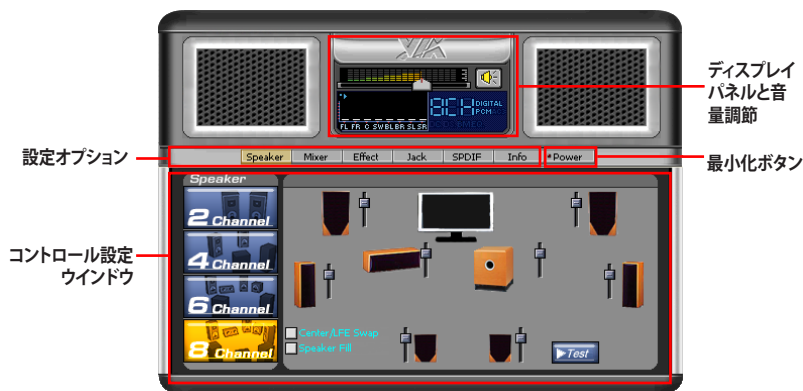 VIA
ディスプレイ
パネルと音
量調節
8CH DIGITAL
PCM
FL FR C SW BL BR SL SR
設定オプション
Speaker Mixer Effect Jack SPDIF Info *Power
最小化ボタン
Speaker
2 Channel
4 Channel
6 Channel
8 Channel
コントロール設定
ウインドウ
Center/LFE Swap
Speaker Fill
Test